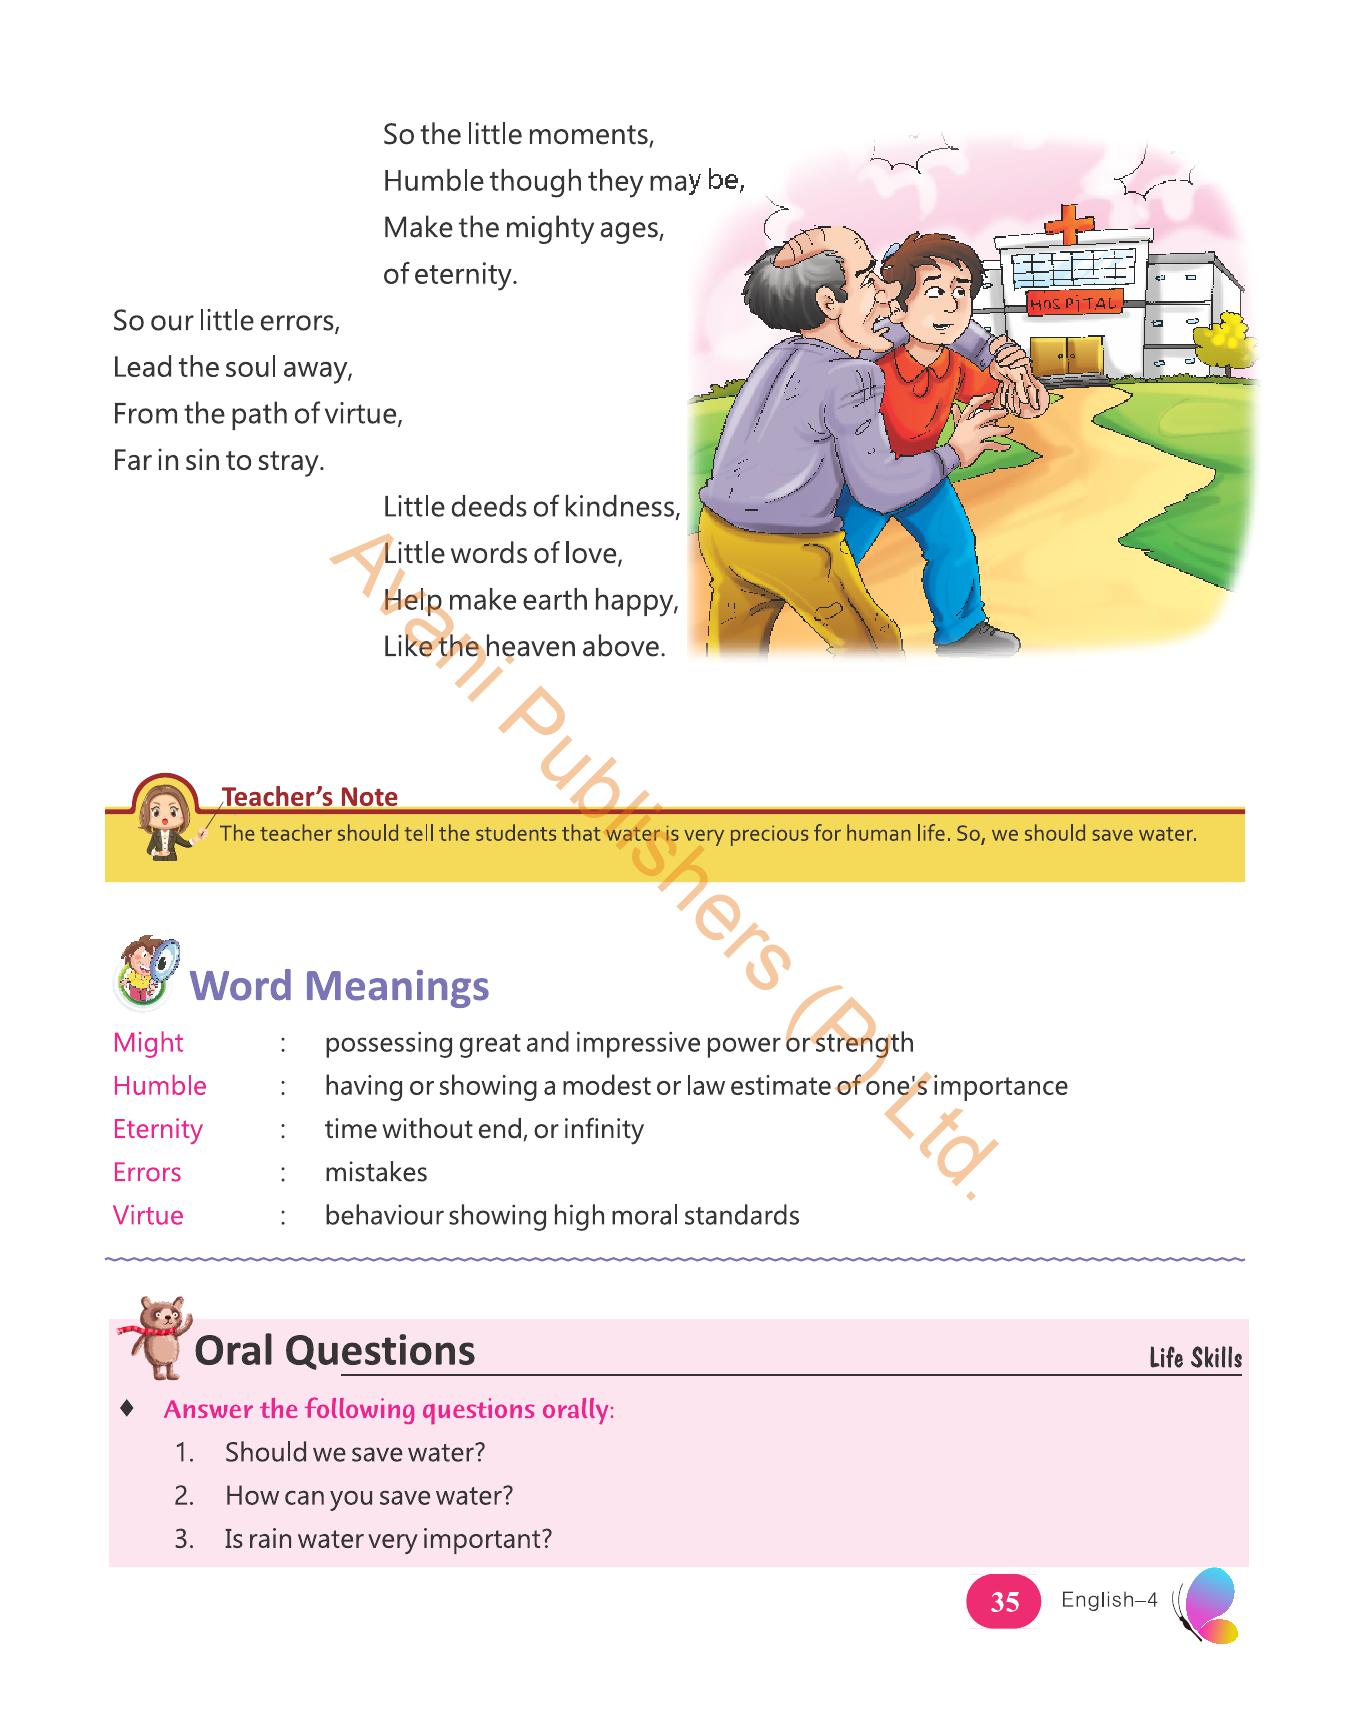 So the little moments,
Humble though they may be,
Make the mighty ages,
of eternity.
So our little errors,
Lead the soul away,
From the path of virtue,
Far in sin to stray.
Little deeds of kindness,
Little words of love,
Help make earth happy,
Like the heaven above.
HOSPITAL
Teacher's Note
The teacher should tell the students that water is very precious for human life. So, we should save water.
Word Meanings
Might : possessing great and impressive power or strength
Humble : having or showing a modest or law estimate of one's importance
Eternity : time without end, or infinity
Errors : mistakes
Virtue : behaviour showing high moral standards
Oral Questions
Life Skills
♦ Answer the following questions orally:
1. Should we save water?
2. How can you save water?
3. Is rain water very important?
35 English–4
Avani Publishers (P) Ltd.